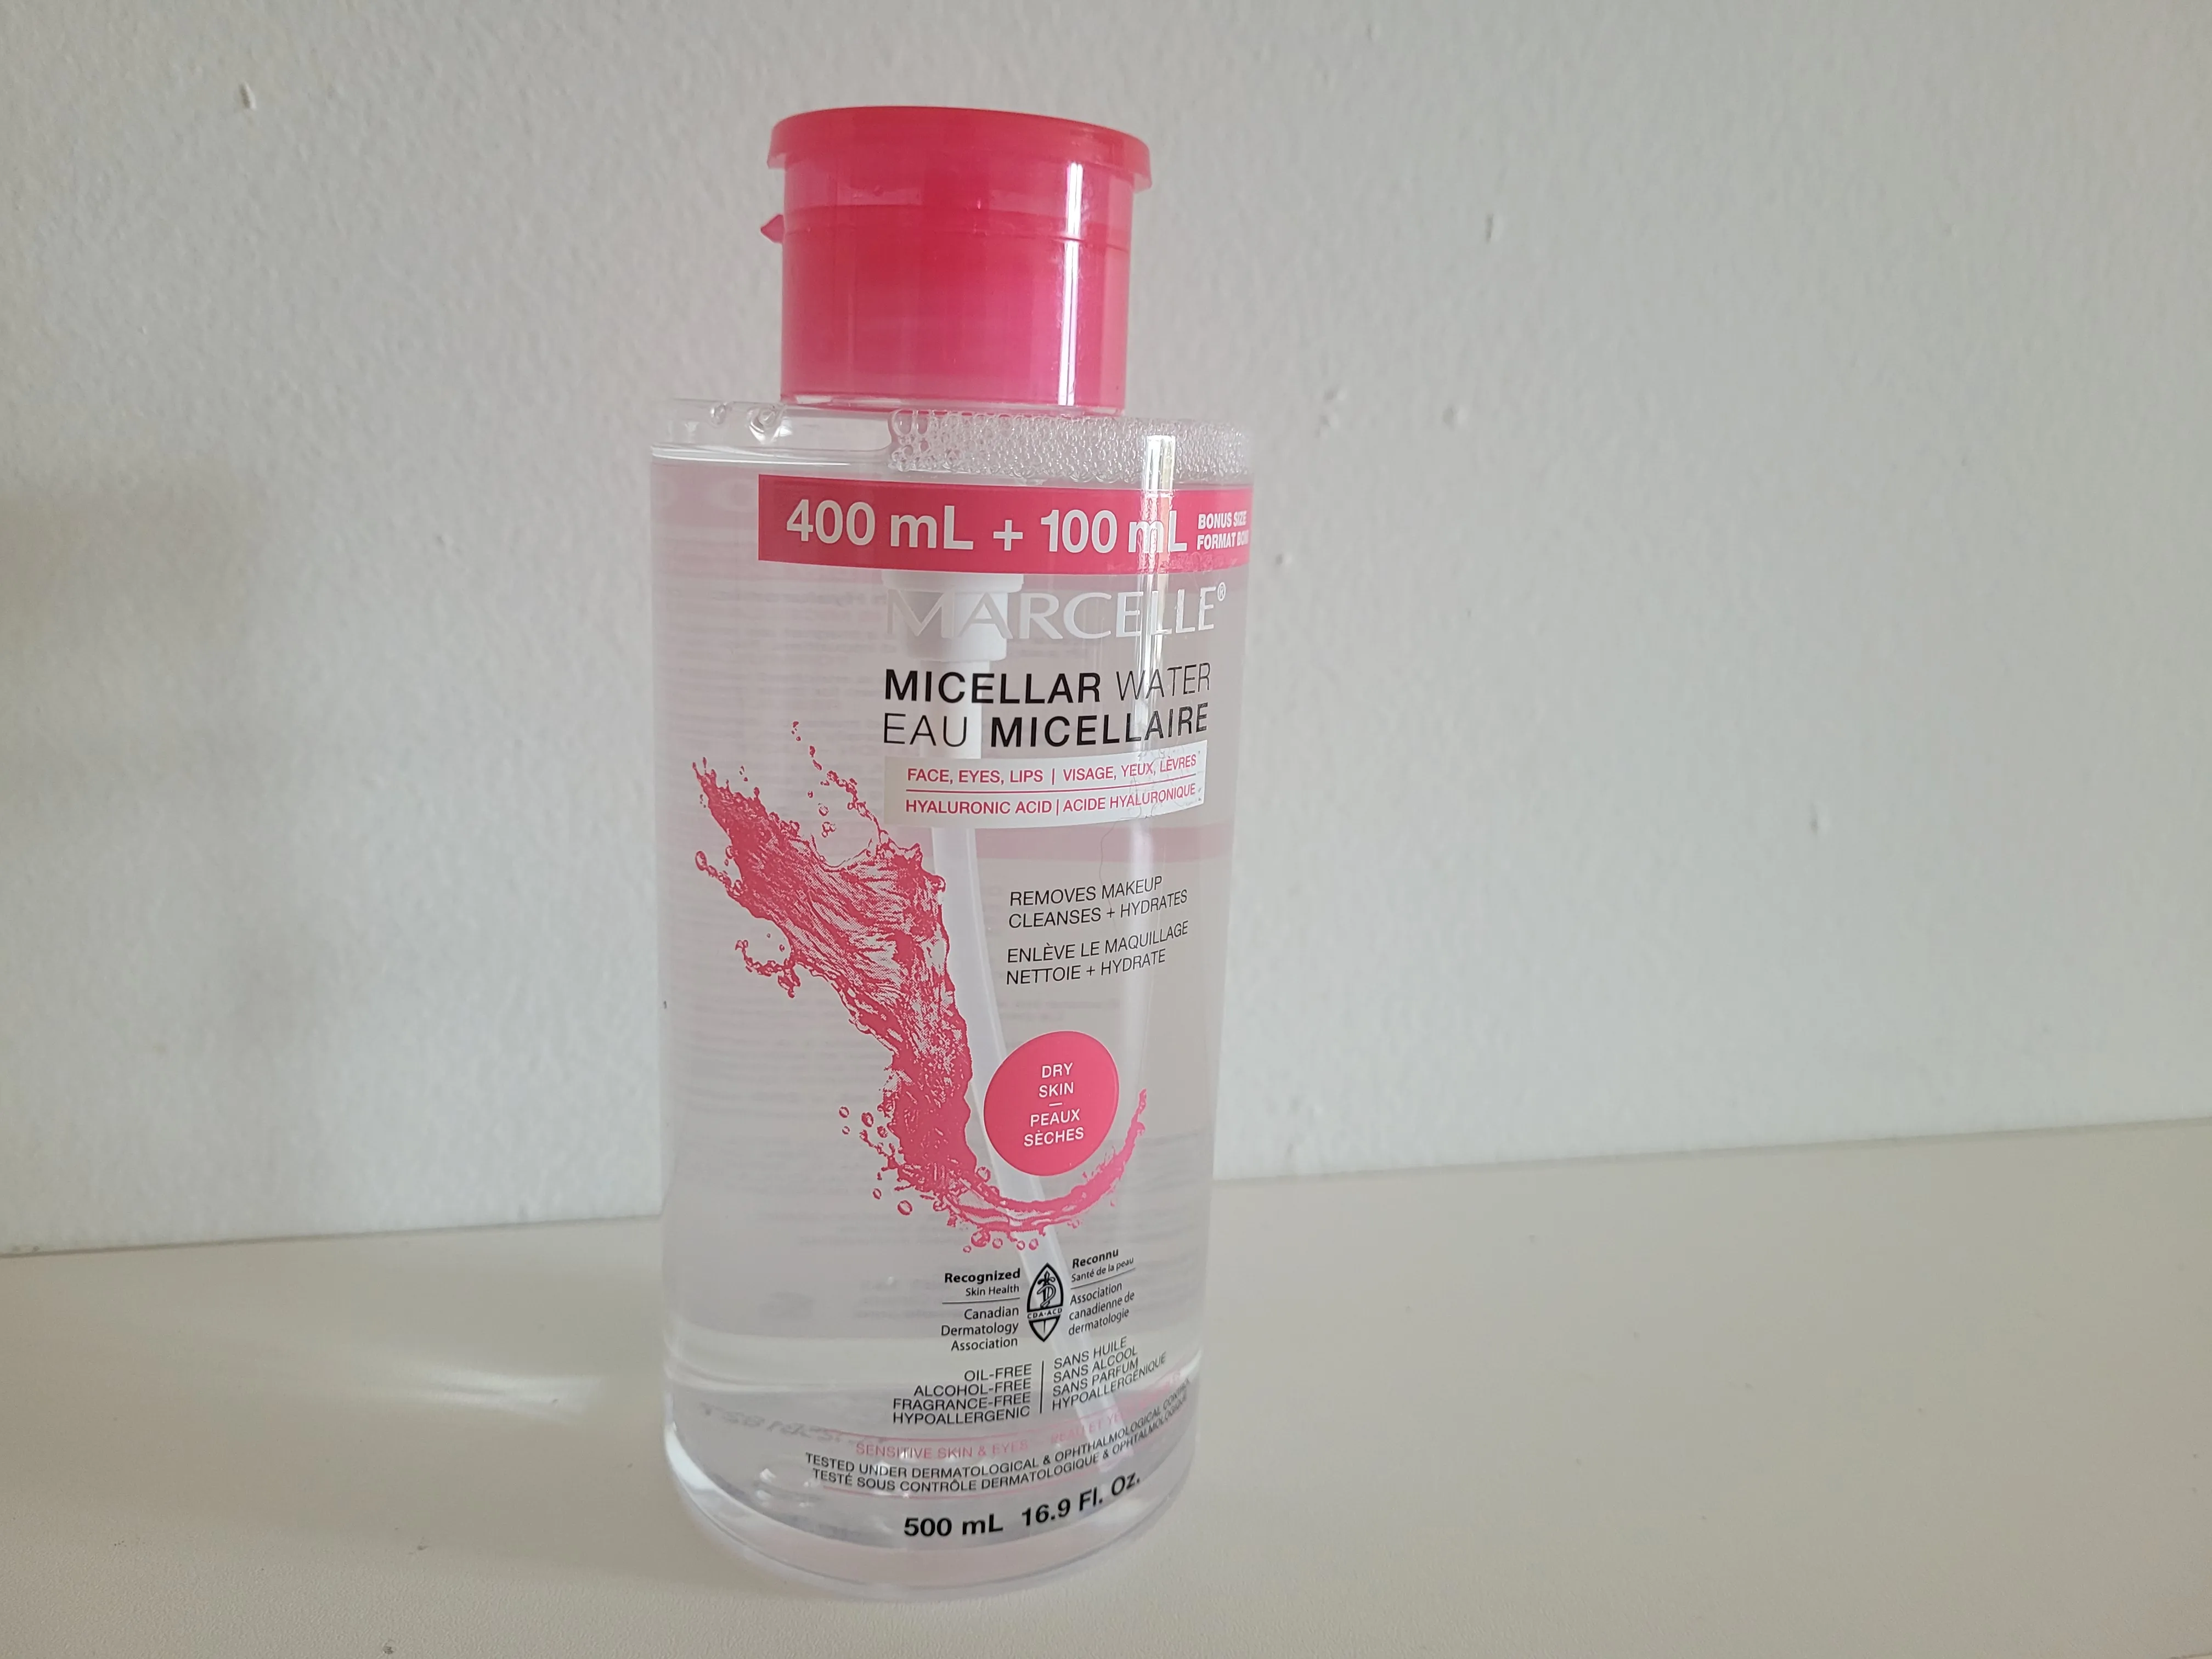 400 mL + 100 mL BONUS SIZE
FORMAT
MARCELLE®
MICELLAR WATER
EAU MICELLAIRE
FACE, EYES, LIPS | VISAGE, YEUX, LÈVRES
HYALURONIC ACID | ACIDE HYALURONIQUE
REMOVES MAKEUP
CLEANSES + HYDRATES
ENLÈVE LE MAQUILLAGE
NETTOIE + HYDRATE
DRY
SKIN
—
PEAUX
SÈCHES
Recognized
Skin Health
Canadian
Dermatology
Association
CDA-ACD
Reconnu
Santé de la peau
Association
canadienne de
dermatologie
OIL-FREE
ALCOHOL-FREE
FRAGRANCE-FREE
HYPOALLERGENIC
SANS HUILE
SANS ALCOOL
SANS PARFUM
HYPOALLERGÉNIQUE
SENSITIVE SKIN & EYES
TESTED UNDER DERMATOLOGICAL & OPHTHALMOLOGICAL
TESTÉ SOUS CONTRÔLE DERMATOLOGIQUE & OPHTALMOLOGIQUE
500 mL 16.9 Fl. Oz.